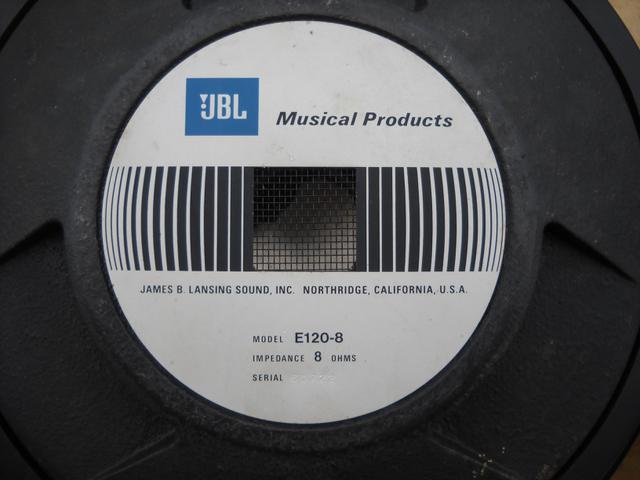 JBL
Musical Products
JAMES B. LANSING SOUND, INC. NORTHRIDGE, CALIFORNIA, U.S.A.
MODEL E120-8
IMPEDANCE 8 OHMS
SERIAL